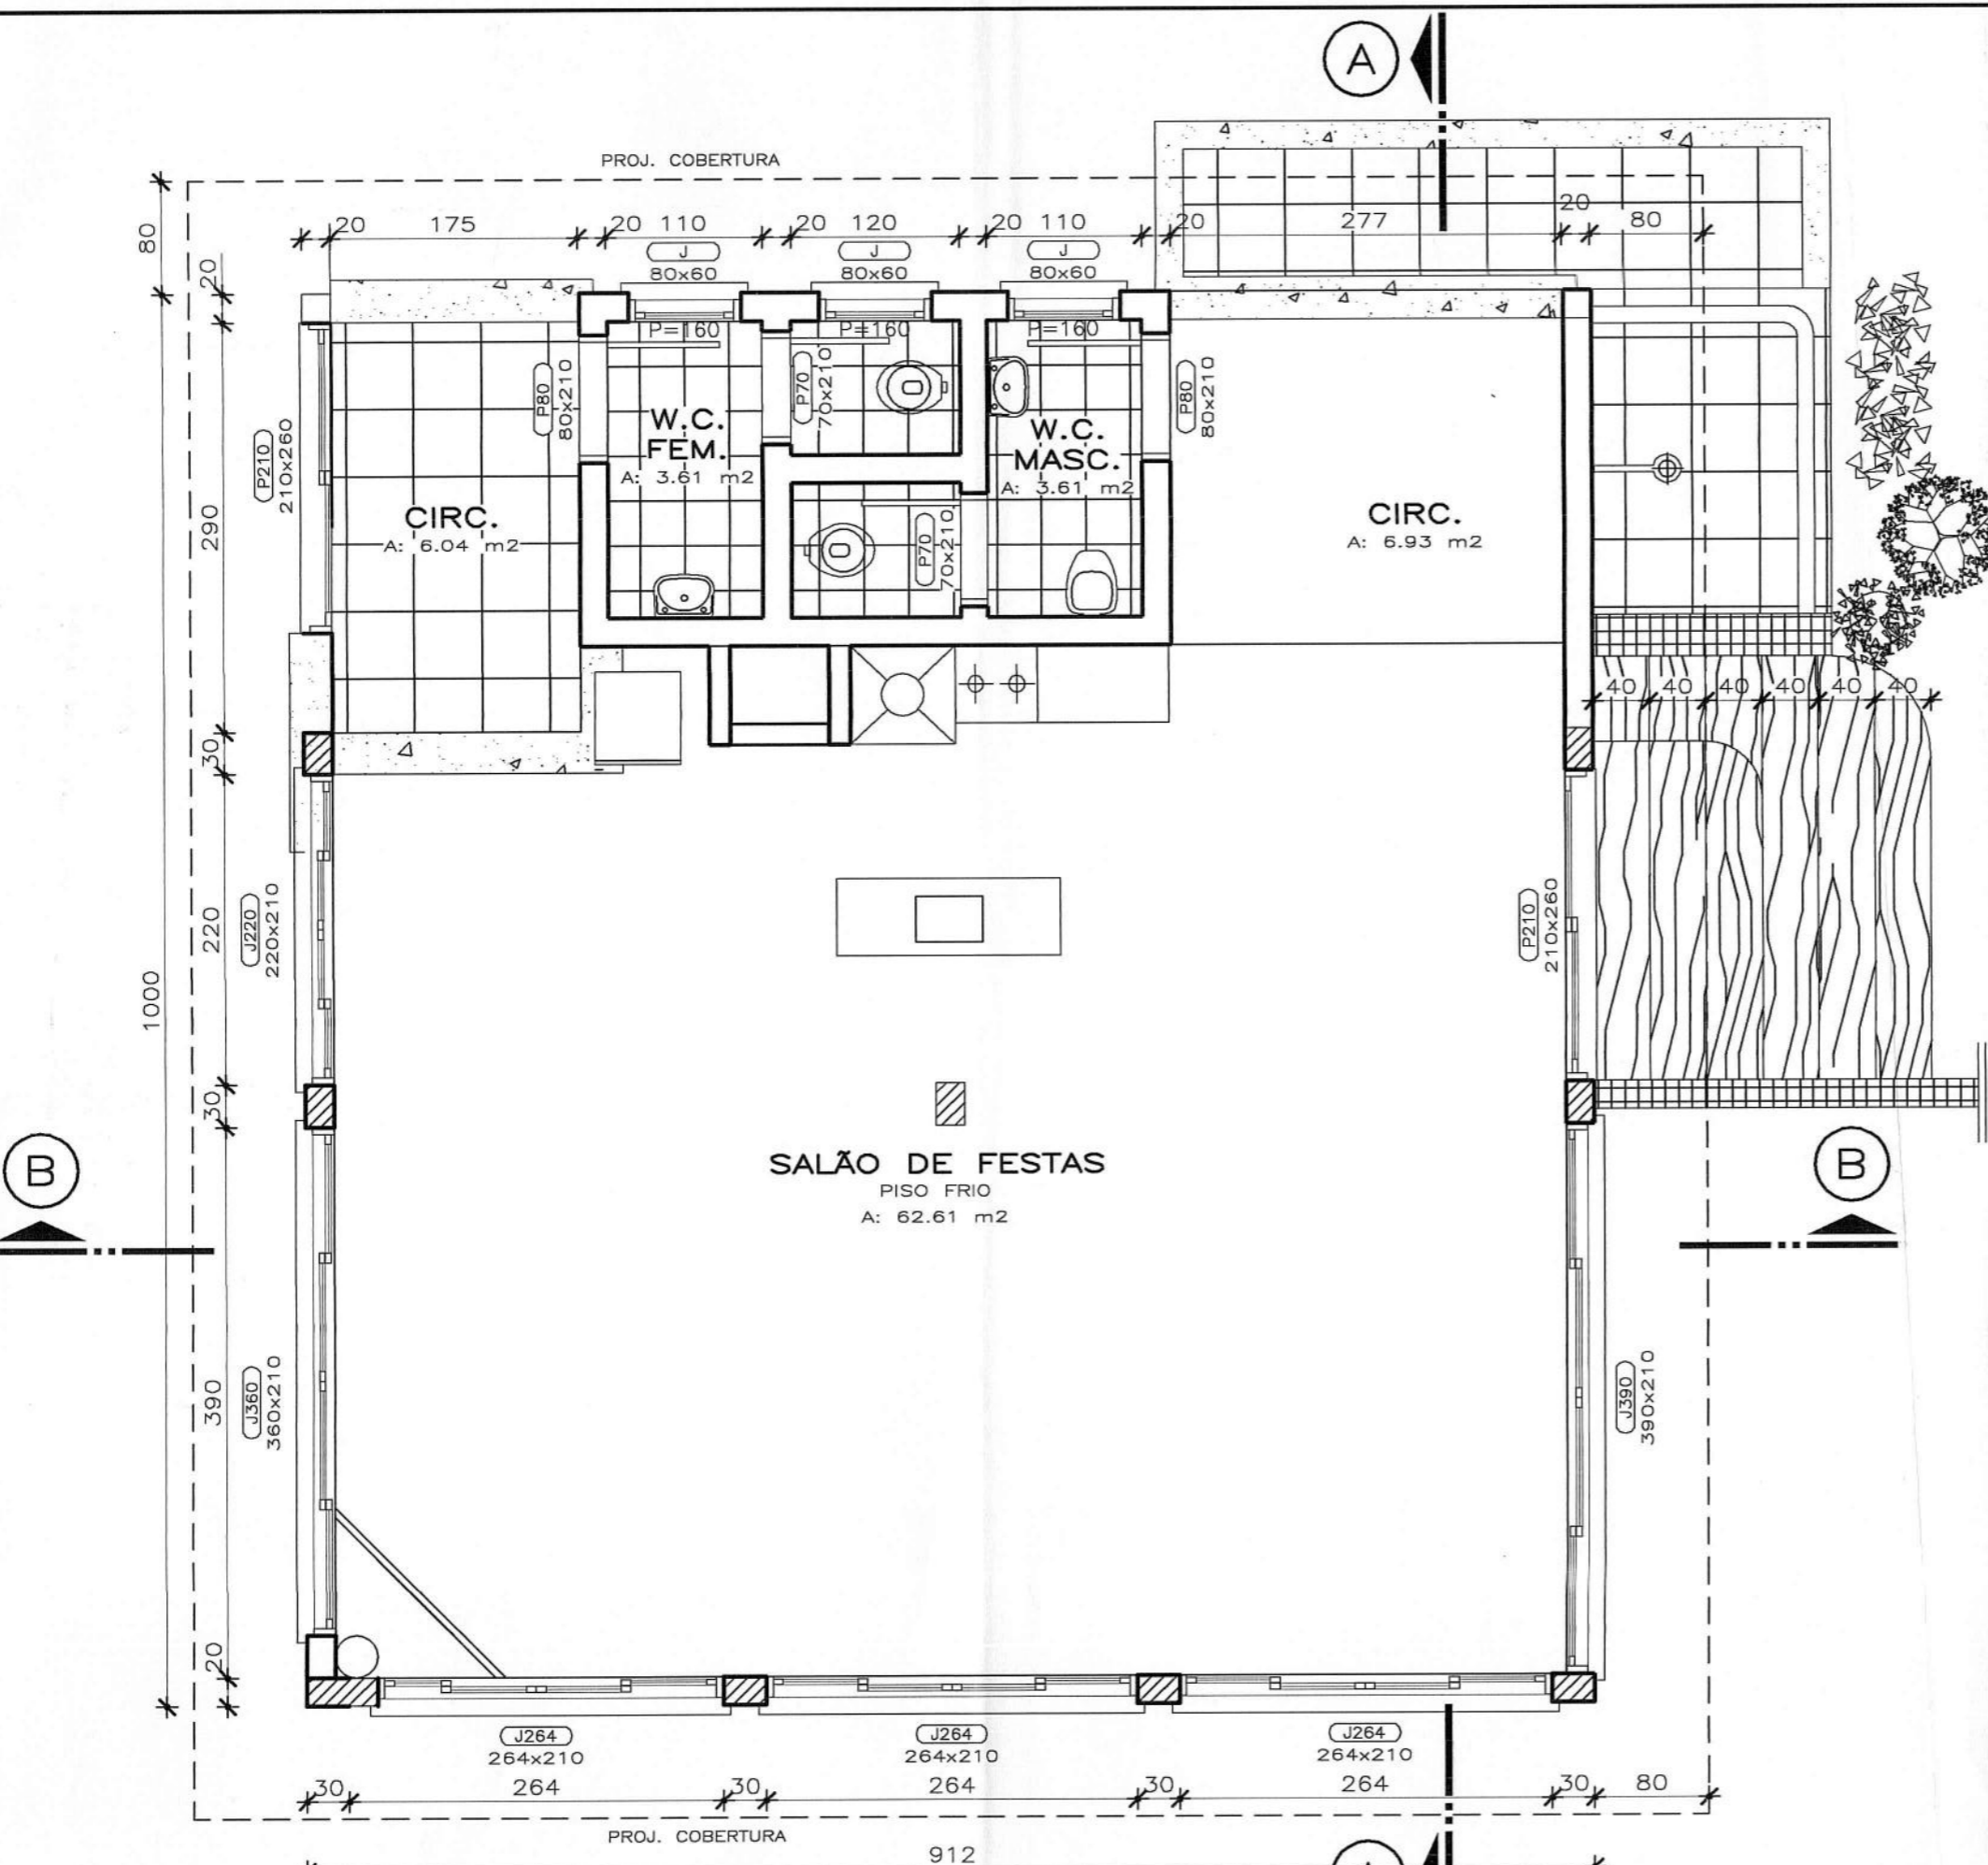 A
PROJ. COBERTURA
80
20 175 20 110 20 120 20 110 20 277 20 80
J J J
80x60 80x60 80x60
20
P=160 P=160 P=160
P80
80x210
P70
70x210
P80
80x210
W.C.
FEM.
A: 3.61 m2
W.C.
MASC.
A: 3.61 m2
P210
210x260
290
CIRC.
A: 6.04 m2
P70
70x210
CIRC.
A: 6.93 m2
40 40 40 40 40 40
30
220
J220
220x210
P210
210x260
1000
30
B
SALÃO DE FESTAS
PISO FRIO
A: 62.61 m2
B
390
J360
360x210
J390
390x210
20
J264 J264 J264
264x210 264x210 264x210
30 264 30 264 30 264 30 80
PROJ. COBERTURA
912